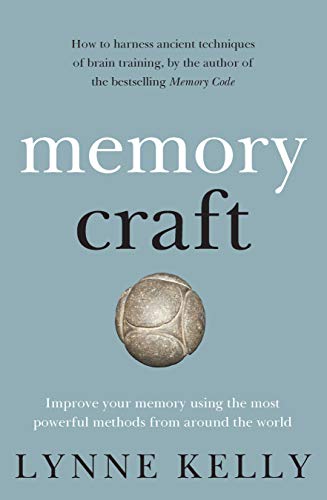 How to harness ancient techniques
of brain training, by the author of
the bestselling Memory Code
memory
craft
Improve your memory using the most
powerful methods from around the world
LYNNE KELLY